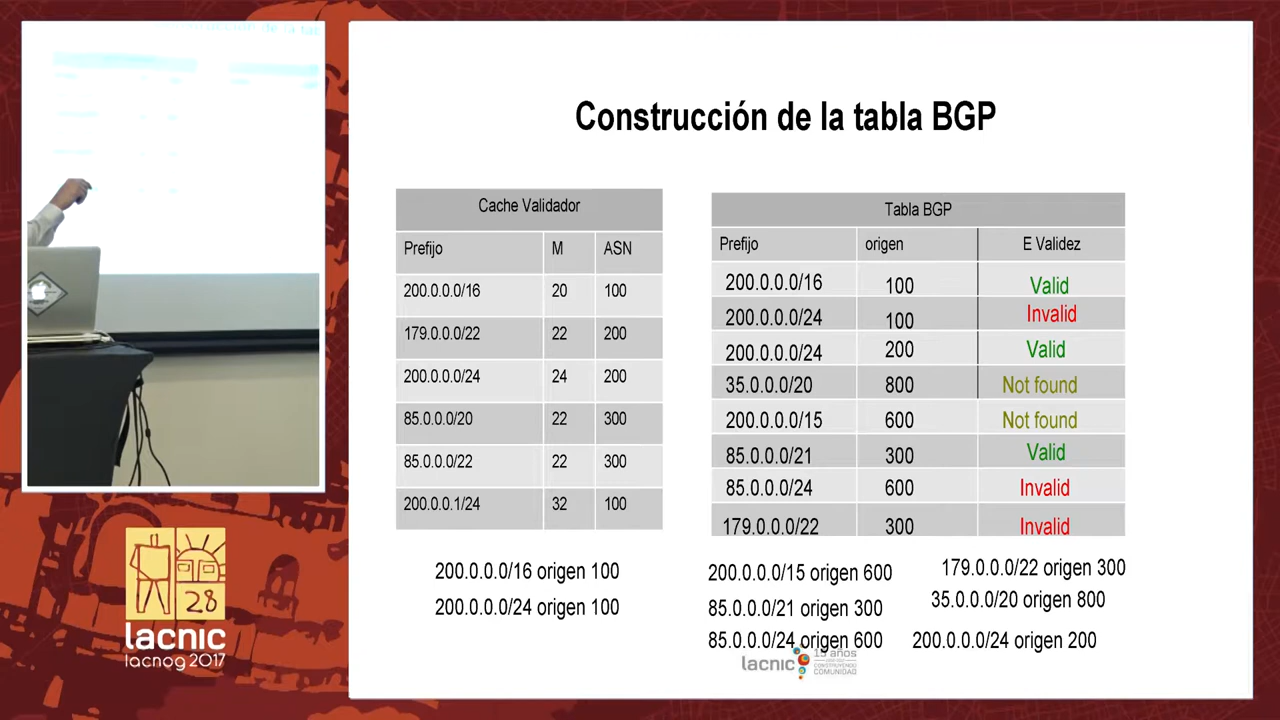 Construcción de la tabla BGP
Cache Validador
Prefijo M ASN
200.0.0.0/16 20 100
179.0.0.0/22 22 200
200.0.0.0/24 24 200
85.0.0.0/20 22 300
85.0.0.0/22 22 300
200.0.0.1/24 32 100
200.0.0.0/16 origen 100
200.0.0.0/24 origen 100
Tabla BGP
Prefijo origen E Validez
200.0.0.0/16 100 Valid
200.0.0.0/24 100 Invalid
200.0.0.0/24 200 Valid
35.0.0.0/20 800 Not found
200.0.0.0/15 600 Not found
85.0.0.0/21 300 Valid
85.0.0.0/24 600 Invalid
179.0.0.0/22 300 Invalid
200.0.0.0/15 origen 600
85.0.0.0/21 origen 300
85.0.0.0/24 origen 600
179.0.0.0/22 origen 300
35.0.0.0/20 origen 800
200.0.0.0/24 origen 200
lacnic
15 años
CONSTRUYENDO
COMUNIDAD
28
lacnic
lacnog 2017